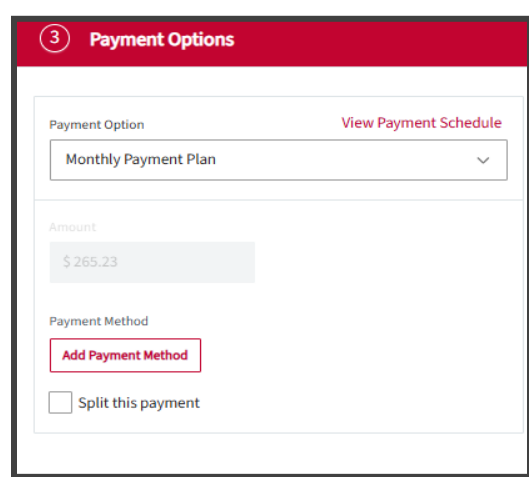 3 Payment Options
Payment Option
View Payment Schedule
Monthly Payment Plan
Amount
$ 265.23
Payment Method
Add Payment Method
Split this payment